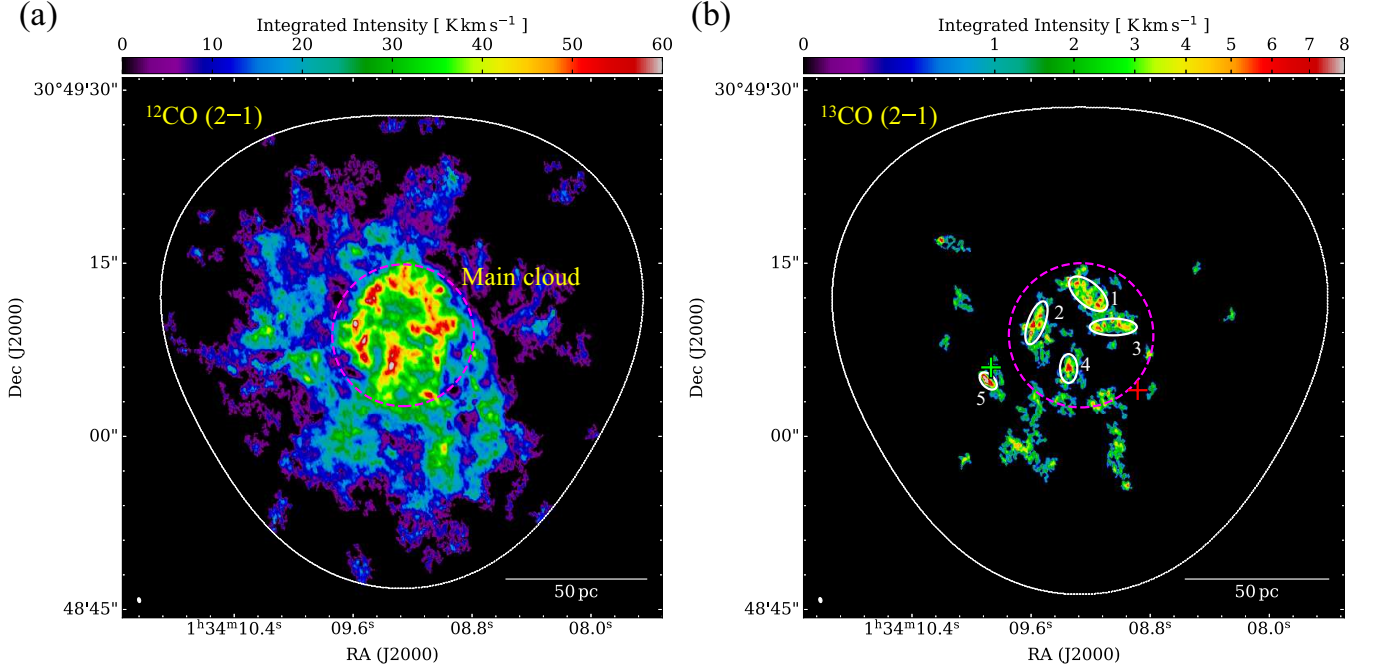 (a)
Integrated Intensity [ K km s⁻¹ ]
0 10 20 30 40 50 60
¹²CO (2−1)
Main cloud
30°49'30"
15"
00"
48'45"
Dec (J2000)
50 pc
1ʰ34ᵐ10.4ˢ 09.6ˢ 08.8ˢ 08.0ˢ
RA (J2000)
(b)
Integrated Intensity [ K km s⁻¹ ]
0 1 2 3 4 5 6 7 8
¹³CO (2−1)
1
2
3
4
5
30°49'30"
15"
00"
48'45"
Dec (J2000)
50 pc
1ʰ34ᵐ10.4ˢ 09.6ˢ 08.8ˢ 08.0ˢ
RA (J2000)